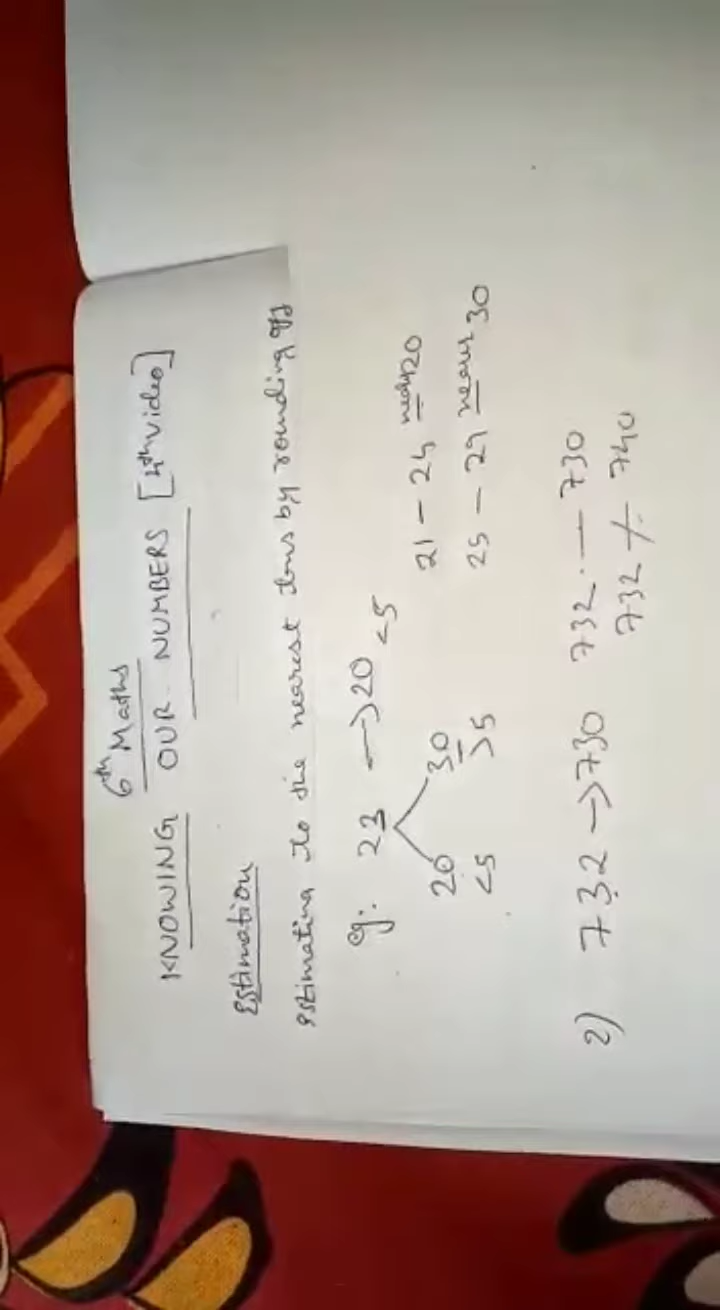 6th Maths
KNOWING OUR NUMBERS [4th video]
Estimation
estimating to the nearest tens by rounding off
eg: 23 → 20 <5
20 30
<5 >5
21 – 24 near 20
25 – 29 near 30
2) 732 → 730
732 – 730
732 ⌿ 740